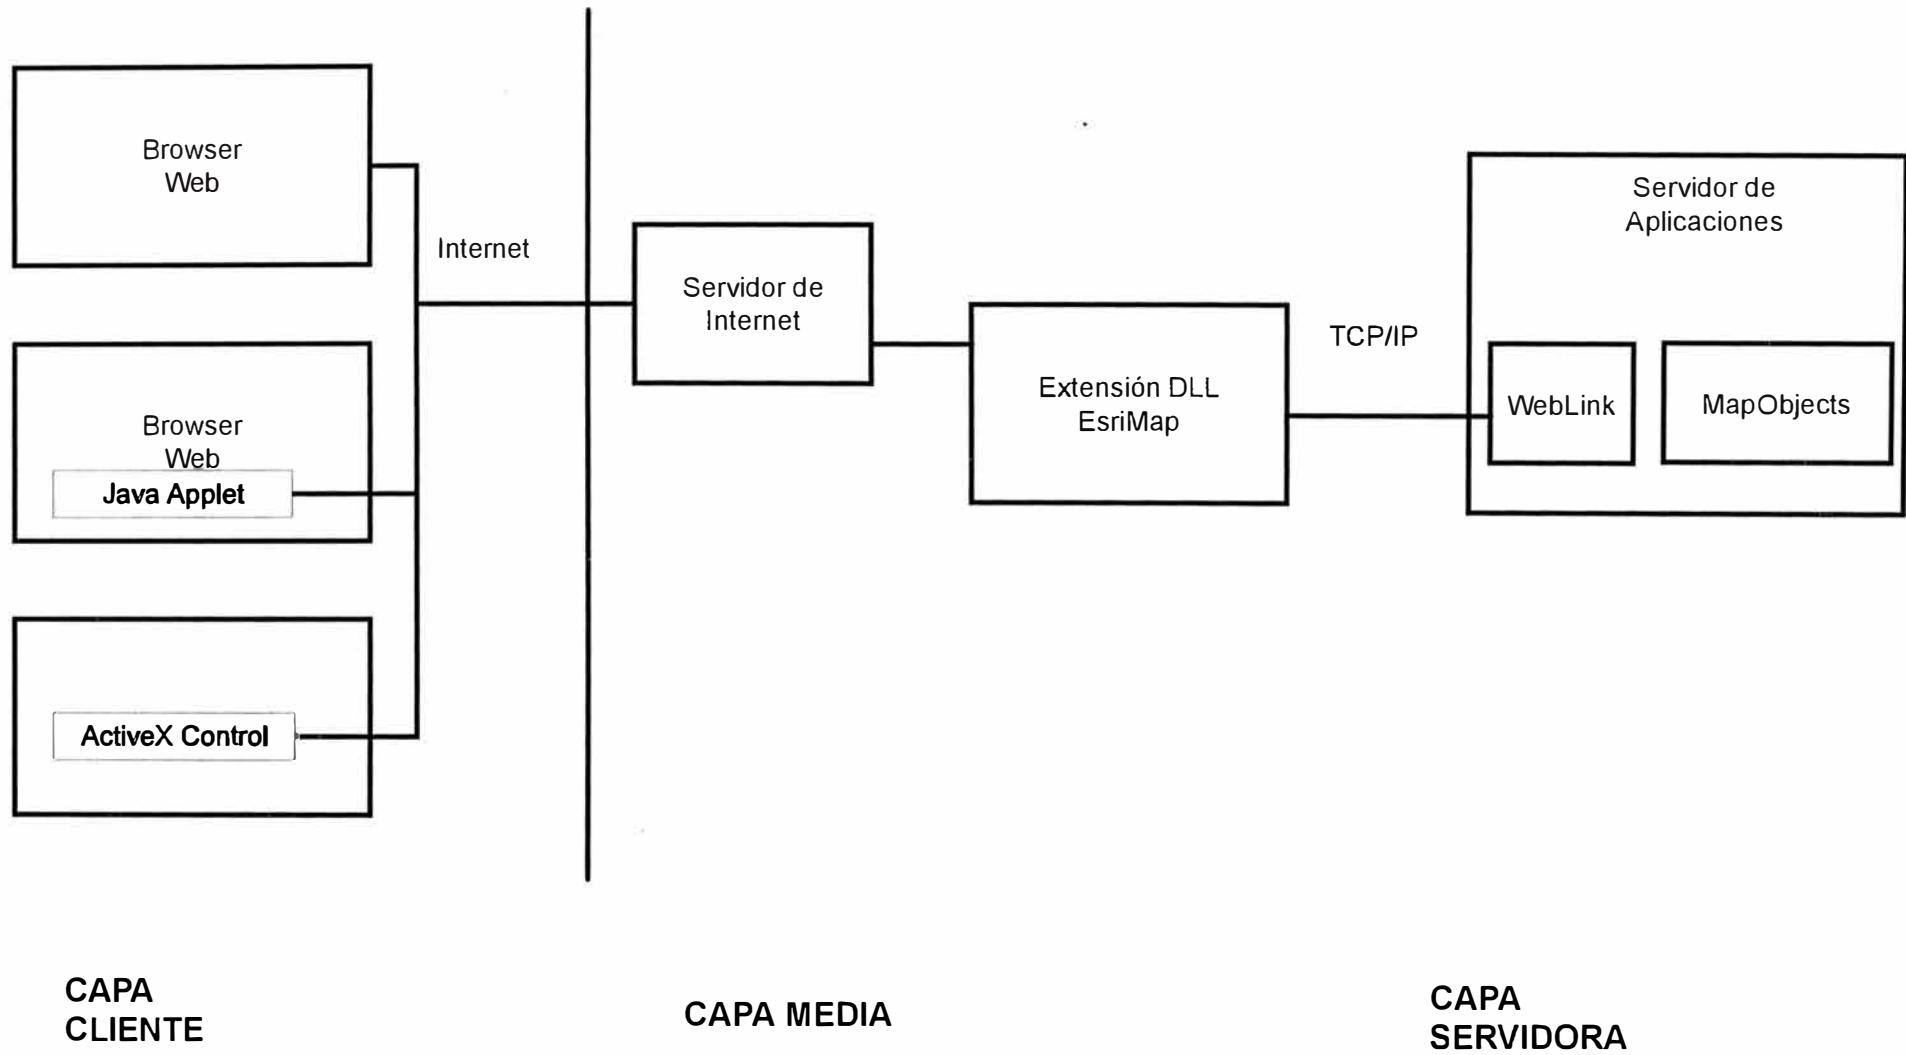 Browser
Web
Internet
Browser
Web
Java Applet
ActiveX Control
Servidor de
Internet
Extensión DLL
EsriMap
TCP/IP
Servidor de
Aplicaciones
WebLink
MapObjects
CAPA
CLIENTE
CAPA MEDIA
CAPA
SERVIDORA